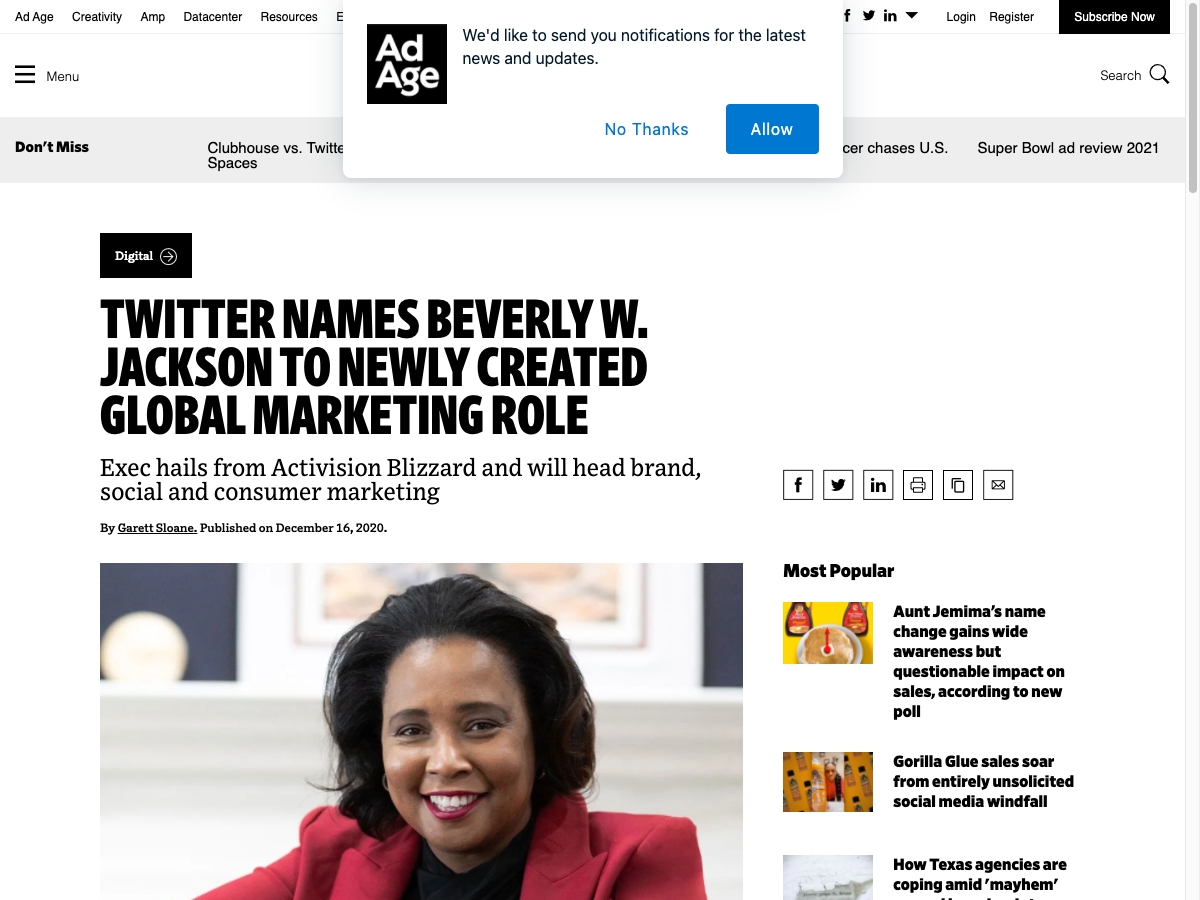 Ad Age Creativity Amp Datacenter Resources
Login Register Subscribe Now
Ad
Age
We'd like to send you notifications for the latest
news and updates.
No Thanks Allow
Menu
Search
Don't Miss
Clubhouse vs. Twitte
Spaces
cer chases U.S.
Super Bowl ad review 2021
Digital
TWITTER NAMES BEVERLY W.
JACKSON TO NEWLY CREATED
GLOBAL MARKETING ROLE
Exec hails from Activision Blizzard and will head brand,
social and consumer marketing
By Garett Sloane. Published on December 16, 2020.
Most Popular
Aunt Jemima's name
change gains wide
awareness but
questionable impact on
sales, according to new
poll
Gorilla Glue sales soar
from entirely unsolicited
social media windfall
How Texas agencies are
coping amid 'mayhem'